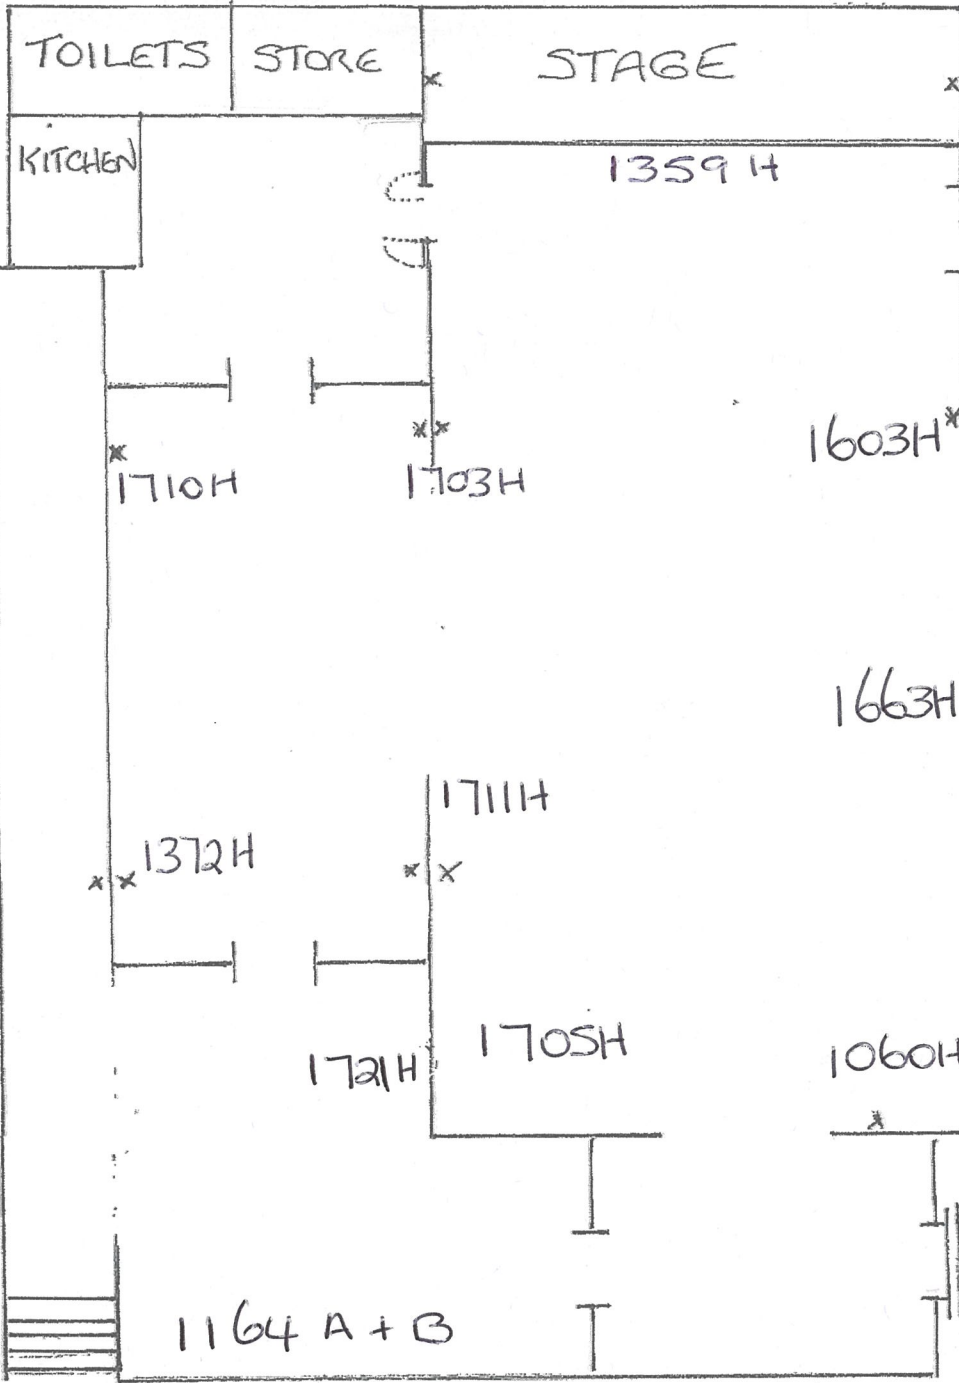 TOILETS
STORE
STAGE
KITCHEN
1359 H
1603H
1710H
1703H
1663H
1711H
1372H
1705H
1721H
1060H
1164 A + B